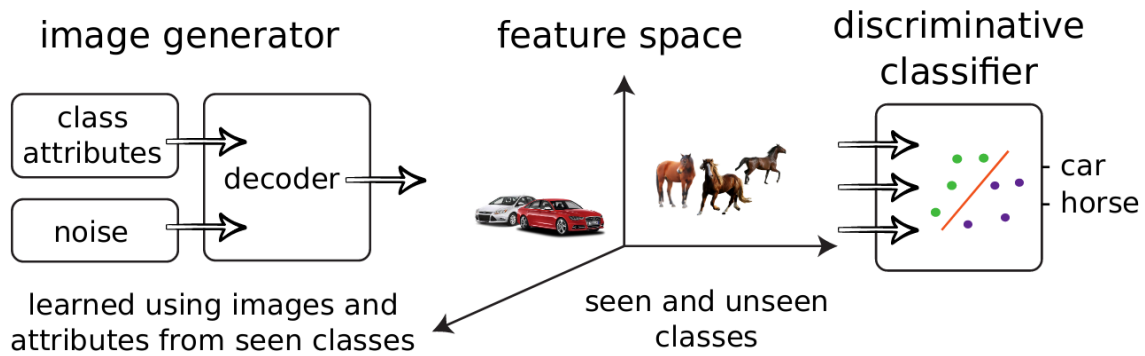 image generator
class
attributes
noise
decoder
learned using images and
attributes from seen classes
feature space
seen and unseen
classes
discriminative
classifier
car
horse